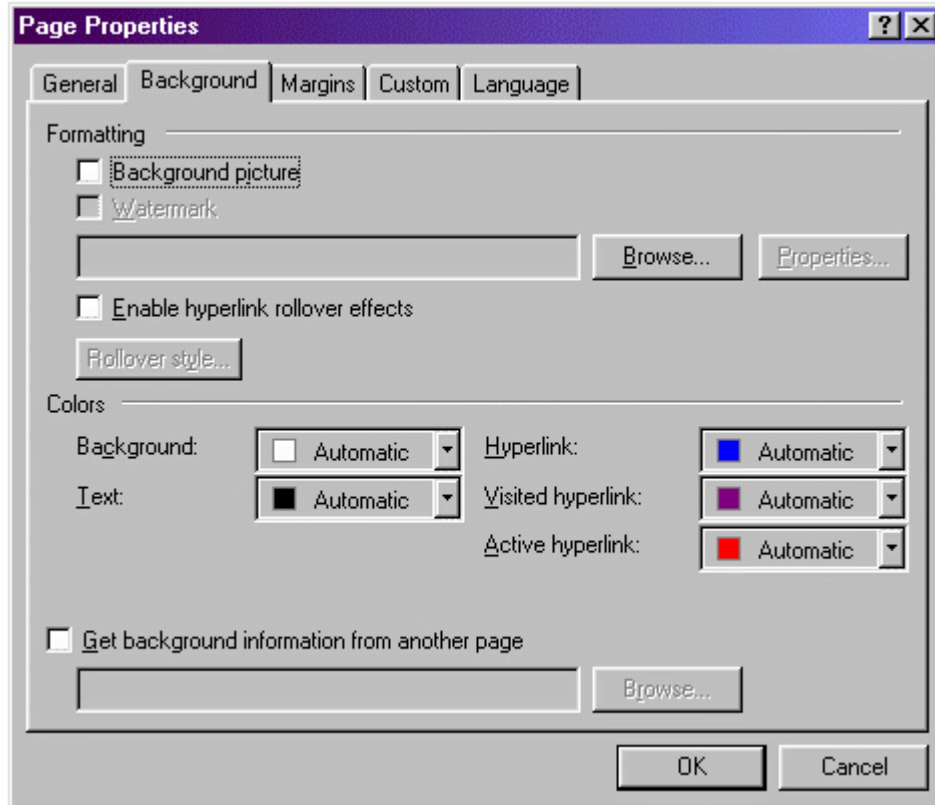 Page Properties ? X
General Background Margins Custom Language
Formatting
Background picture
Watermark
Browse... Properties...
Enable hyperlink rollover effects
Rollover style...
Colors
Background: Automatic Hyperlink: Automatic
Text: Automatic Visited hyperlink: Automatic
Active hyperlink: Automatic
Get background information from another page
Browse...
OK Cancel